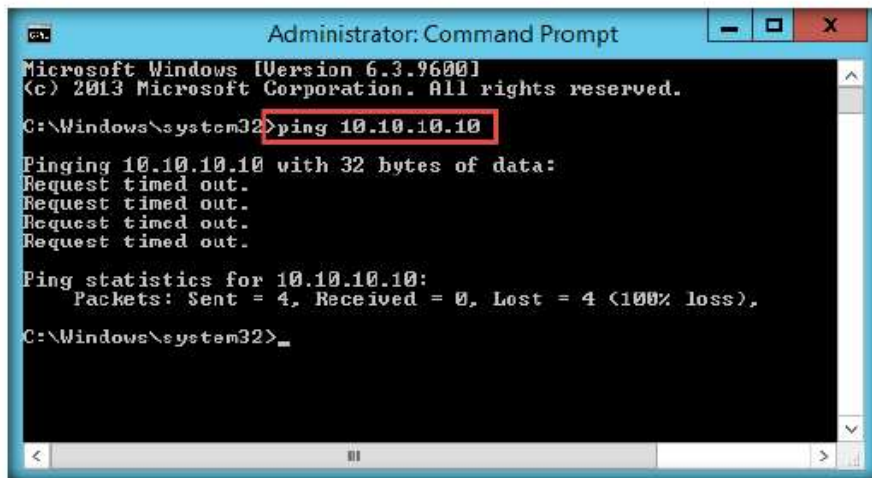 Administrator: Command Prompt
Microsoft Windows [Version 6.3.9600]
(c) 2013 Microsoft Corporation. All rights reserved.
C:\Windows\system32>ping 10.10.10.10
Pinging 10.10.10.10 with 32 bytes of data:
Request timed out.
Request timed out.
Request timed out.
Request timed out.
Ping statistics for 10.10.10.10:
Packets: Sent = 4, Received = 0, Lost = 4 (100% loss),
C:\Windows\system32>_